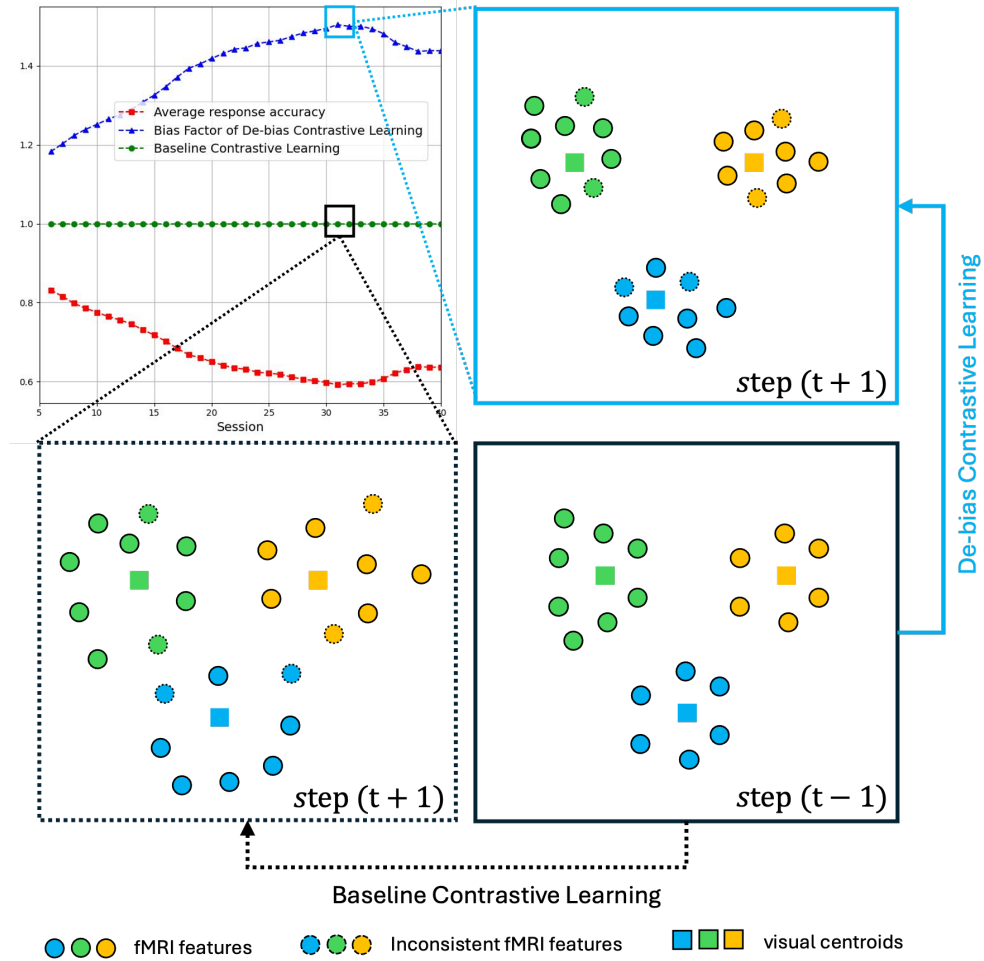 1.4
1.2
1.0
0.8
0.6
Average response accuracy
Bias Factor of De-bias Contrastive Learning
Baseline Contrastive Learning
5 10 15 20 25 30 35 40
Session
step (t + 1)
De-bias Contrastive Learning
step (t + 1)
step (t − 1)
Baseline Contrastive Learning
fMRI features
Inconsistent fMRI features
visual centroids